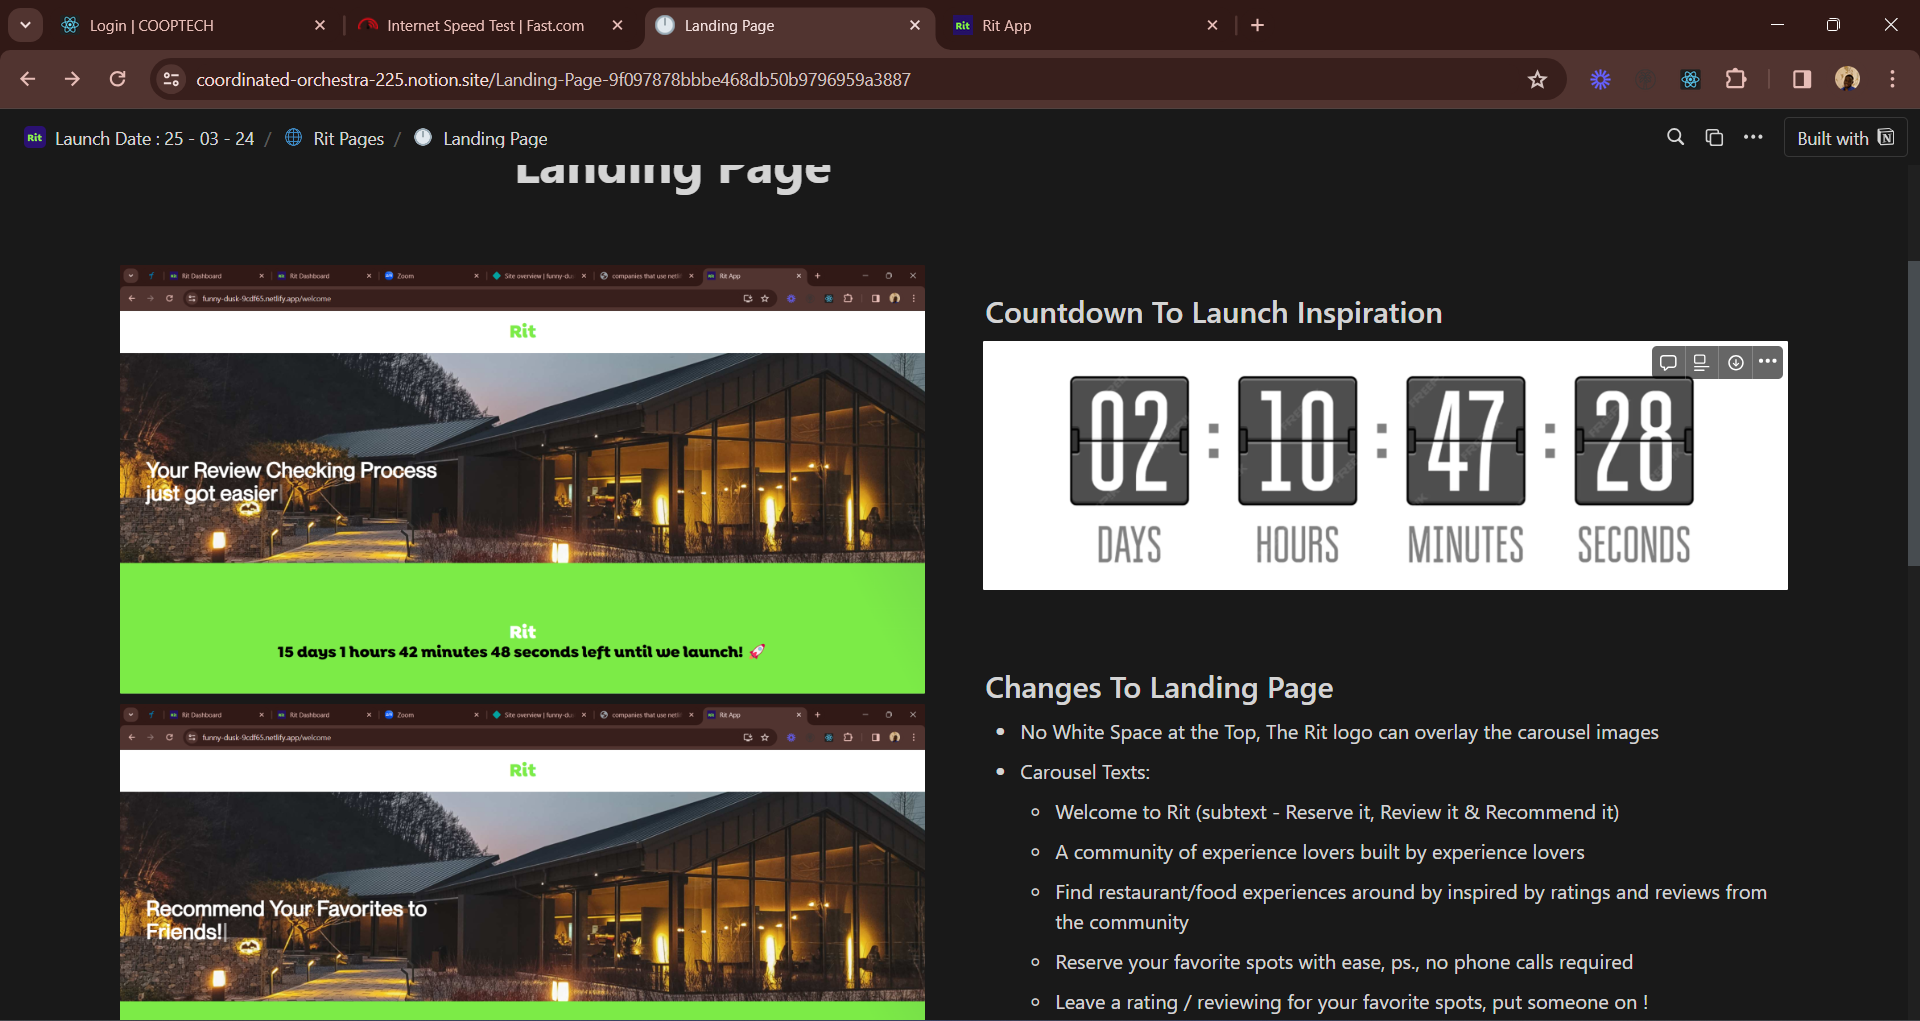 Login | COOPTECH
Internet Speed Test | Fast.com
Landing Page
Rit
Rit App
coordinated-orchestra-225.notion.site/Landing-Page-9f097878bbbe468db50b9796959a3887
Rit
Launch Date : 25 - 03 - 24 / Rit Pages / Landing Page
Built with
Landing Page
Rit Dashboard
Rit Dashboard
Zoom
Site overview | funny-du
companies that use netli
Rit App
funny-dusk-9cdf65.netlify.app/welcome
Rit
Your Review Checking Process
just got easier
Rit
15 days 1 hours 42 minutes 48 seconds left until we launch! 🚀
Rit Dashboard
Rit Dashboard
Zoom
Site overview | funny-du
companies that use netli
Rit App
funny-dusk-9cdf65.netlify.app/welcome
Rit
Recommend Your Favorites to
Friends!
Countdown To Launch Inspiration
02 : 10 : 47 : 28
DAYS HOURS MINUTES SECONDS
Changes To Landing Page
• No White Space at the Top, The Rit logo can overlay the carousel images
• Carousel Texts:
◦ Welcome to Rit (subtext - Reserve it, Review it & Recommend it)
◦ A community of experience lovers built by experience lovers
◦ Find restaurant/food experiences around by inspired by ratings and reviews from
the community
◦ Reserve your favorite spots with ease, ps., no phone calls required
◦ Leave a rating / reviewing for your favorite spots, put someone on !